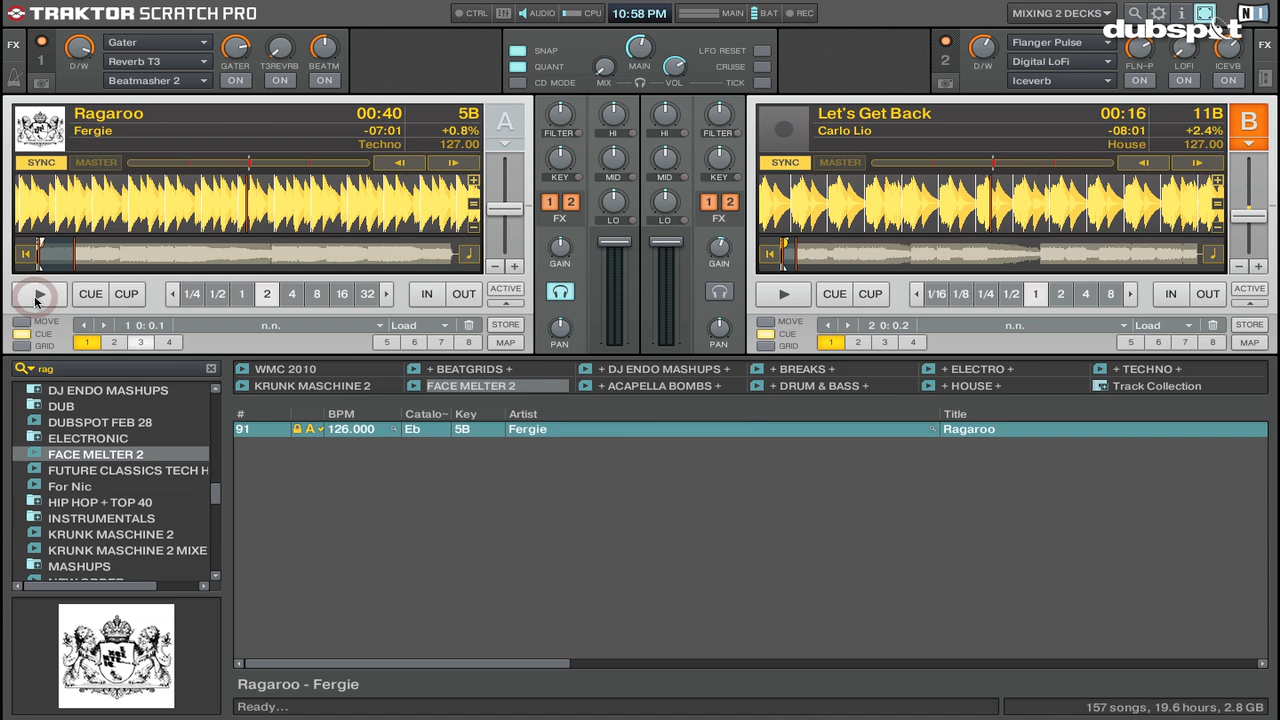 TRAKTOR SCRATCH PRO
CTRL AUDIO CPU 10:58 PM MAIN BAT REC
MIXING 2 DECKS
dubspot
FX
1
D/W
Gater
Reverb T3
Beatmasher 2
GATER T3REVRB BEATM
ON ON ON
SNAP
QUANT
CD MODE
MAIN
MIX VOL
LFO RESET
CRUISE
TICK
2
D/W
Flanger Pulse
Digital LoFi
Iceverb
FLN-P LOFI ICEVB
ON ON ON
FX
Ragaroo 00:40 5B
Fergie -07:01 +0.8%
Techno 127.00
SYNC MASTER
A
CUE CUP 1/4 1/2 1 2 4 8 16 32 IN OUT ACTIVE
MOVE
CUE
GRID
1 0: 0.1 n.n. Load STORE
1 2 3 4 5 6 7 8 MAP
FILTER HI HI FILTER
KEY MID MID KEY
1 2 LO LO 1 2
FX FX
GAIN GAIN
PAN PAN
Let's Get Back 00:16 11B
Carlo Lio -08:01 +2.4%
House 127.00
SYNC MASTER
B
CUE CUP 1/16 1/8 1/4 1/2 1 2 4 8 IN OUT ACTIVE
MOVE
CUE
GRID
2 0: 0.2 n.n. Load STORE
1 2 3 4 5 6 7 8 MAP
rag
DJ ENDO MASHUPS
DUB
DUBSPOT FEB 28
ELECTRONIC
FACE MELTER 2
FUTURE CLASSICS TECH H
For Nic
HIP HOP + TOP 40
INSTRUMENTALS
KRUNK MASCHINE 2
KRUNK MASCHINE 2 MIXE
MASHUPS
WMC 2010 + BEATGRIDS + + DJ ENDO MASHUPS + + BREAKS + + ELECTRO + + TECHNO +
KRUNK MASCHINE 2 FACE MELTER 2 + ACAPELLA BOMBS + + DRUM & BASS + + HOUSE + Track Collection
# BPM Catalo~ Key Artist Title
91 A 126.000 Eb 5B Fergie Ragaroo
Ragaroo - Fergie
Ready...
157 songs, 19.6 hours, 2.8 GB